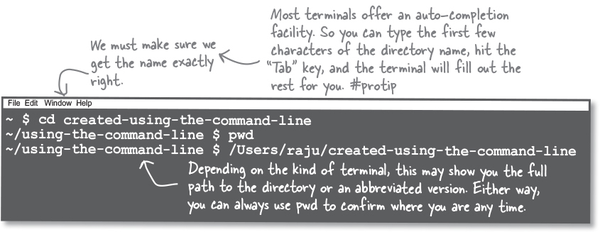 Most terminals offer an auto-completion
facility. So you can type the first few
characters of the directory name, hit the
"Tab" key, and the terminal will fill out the
rest for you. #protip
We must make sure we
get the name exactly
right.
File Edit Window Help
~ $ cd created-using-the-command-line
~/using-the-command-line $ pwd
~/using-the-command-line $ /Users/raju/created-using-the-command-line
Depending on the kind of terminal, this may show you the full
path to the directory or an abbreviated version. Either way,
you can always use pwd to confirm where you are any time.